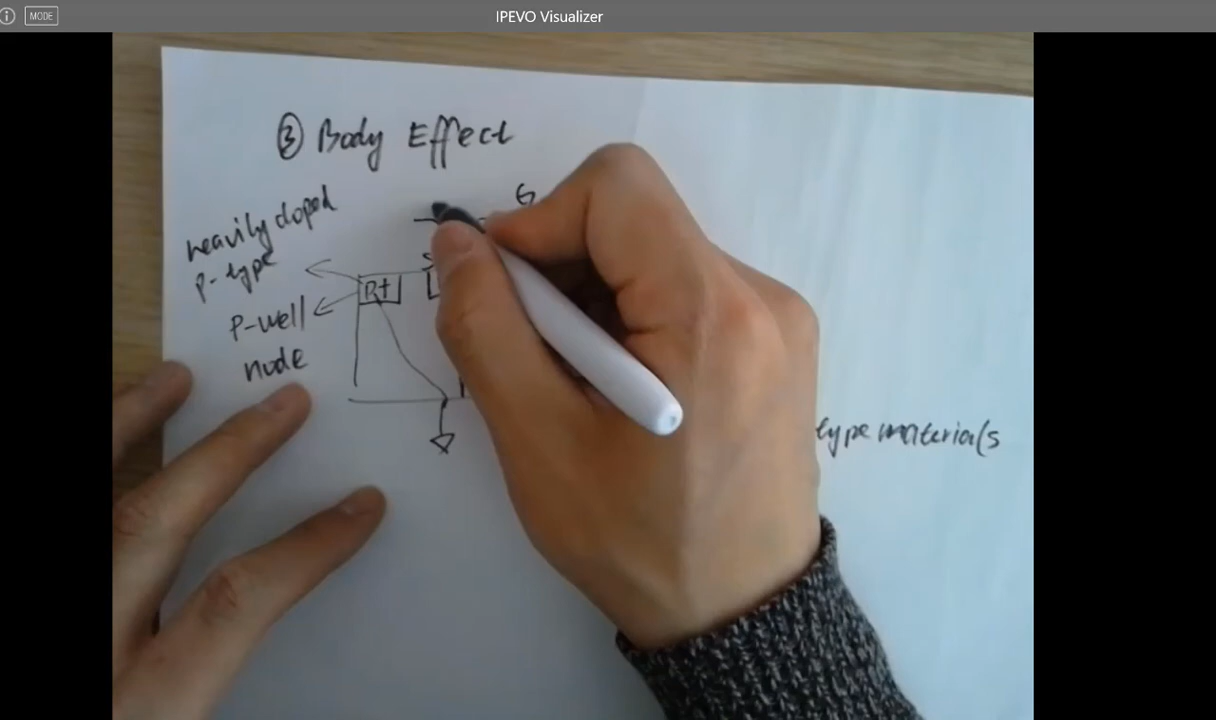 MODE
IPEVO Visualizer
③ Body Effect
G
heavily doped
P-type
P+
P-well
node
type materials